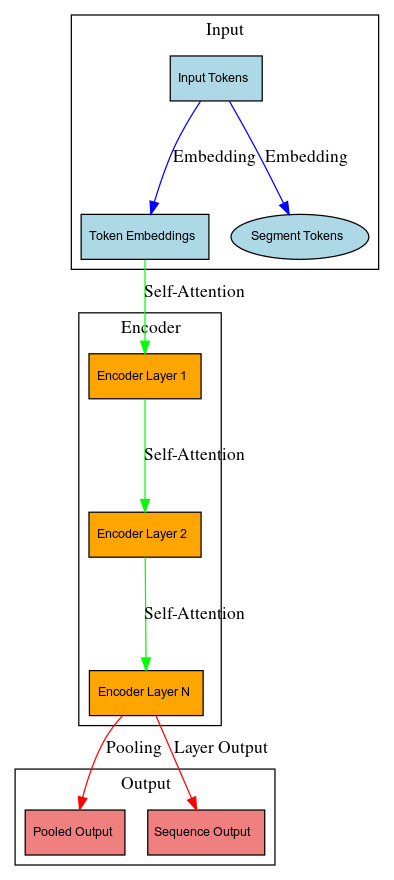 Input
Input Tokens
Embedding Embedding
Token Embeddings Segment Tokens
Self-Attention
Encoder
Encoder Layer 1
Self-Attention
Encoder Layer 2
Self-Attention
Encoder Layer N
Pooling Layer Output
Output
Pooled Output Sequence Output